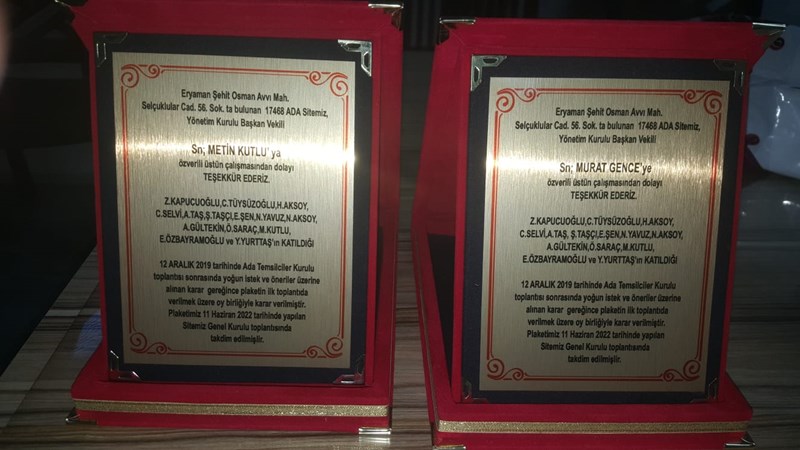 Eryaman Şehit Osman Avvı Mah.
Selçuklular Cad. 56. Sok. ta bulunan 17468 ADA Sitemiz,
Yönetim Kurulu Başkan Vekili
Sn; METİN KUTLU' ya
özverili üstün çalışmasından dolayı
TEŞEKKÜR EDERİZ.
Z.KAPUCUOĞLU,C.TÜYSÜZOĞLU,H.AKSOY,
C.SELVİ,A.TAŞ,Ş.TAŞÇI,E.ŞEN,N.YAVUZ,N.AKSOY,
A.GÜLTEKİN,Ö.SARAÇ,M.KUTLU,
E.ÖZBAYRAMOĞLU ve Y.YURTTAŞ'ın KATILDIĞI
12 ARALIK 2019 tarihinde Ada Temsilciler Kurulu
toplantısı sonrasında yoğun istek ve öneriler üzerine
alınan karar gereğince plaketin ilk toplantıda
verilmek üzere oy birliğiyle karar verilmiştir.
Plaketimiz 11 Haziran 2022 tarihinde yapılan
Sitemiz Genel Kurulu toplantısında
takdim edilmiştir.
Eryaman Şehit Osman Avvı Mah.
Selçuklular Cad. 56. Sok. ta bulunan 17468 ADA Sitemiz,
Yönetim Kurulu Başkan Vekili
Sn; MURAT GENCE'ye
özverili üstün çalışmasından dolayı
TEŞEKKÜR EDERİZ.
Z.KAPUCUOĞLU,C.TÜYSÜZOĞLU,H.AKSOY,
C.SELVİ,A.TAŞ, Ş.TAŞÇI,E.ŞEN,N.YAVUZ,N.AKSOY,
A.GÜLTEKİN,Ö.SARAÇ,M.KUTLU,
E.ÖZBAYRAMOĞLU ve Y.YURTTAŞ'ın KATILDIĞI
12 ARALIK 2019 tarihinde Ada Temsilciler Kurulu
toplantısı sonrasında yoğun istek ve öneriler üzerine
alınan karar gereğince plaketin ilk toplantıda
verilmek üzere oy birliğiyle karar verilmiştir.
Plaketimiz 11 Haziran 2022 tarihinde yapılan
Sitemiz Genel Kurulu toplantısında
takdim edilmiştir.